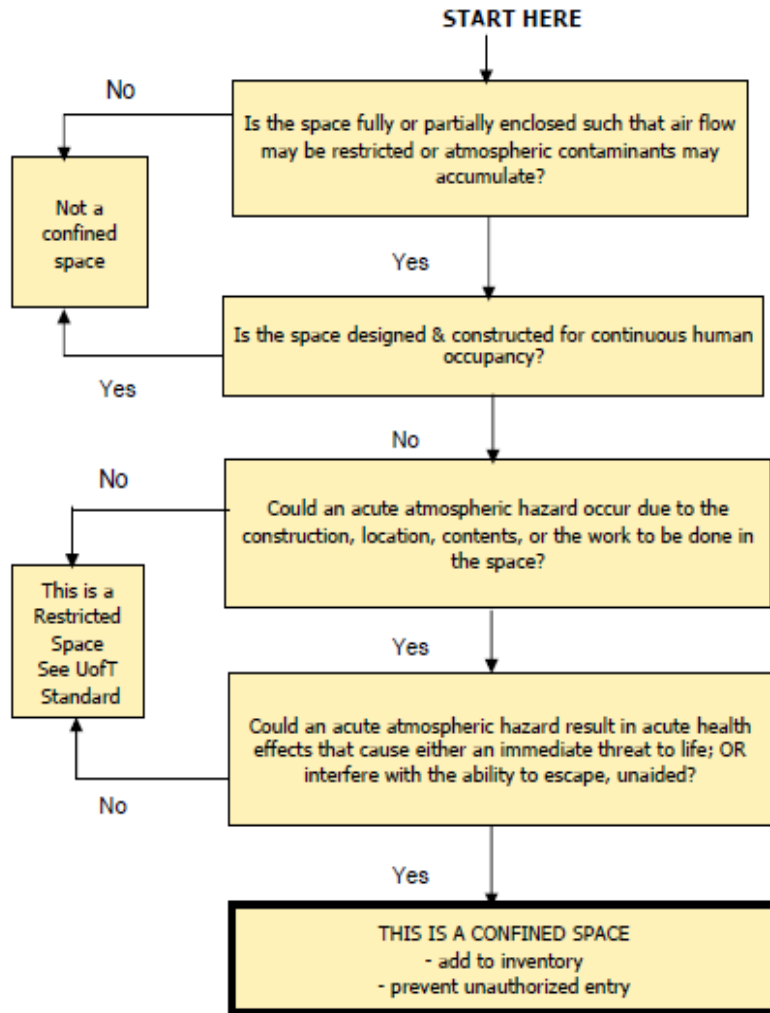 START HERE
No
Is the space fully or partially enclosed such that air flow
may be restricted or atmospheric contaminants may
accumulate?
Not a
confined
space
Yes
Is the space designed & constructed for continuous human
occupancy?
Yes
No
No
Could an acute atmospheric hazard occur due to the
construction, location, contents, or the work to be done in
the space?
This is a
Restricted
Space
See UofT
Standard
Yes
Could an acute atmospheric hazard result in acute health
effects that cause either an immediate threat to life; OR
interfere with the ability to escape, unaided?
No
Yes
THIS IS A CONFINED SPACE
- add to inventory
- prevent unauthorized entry